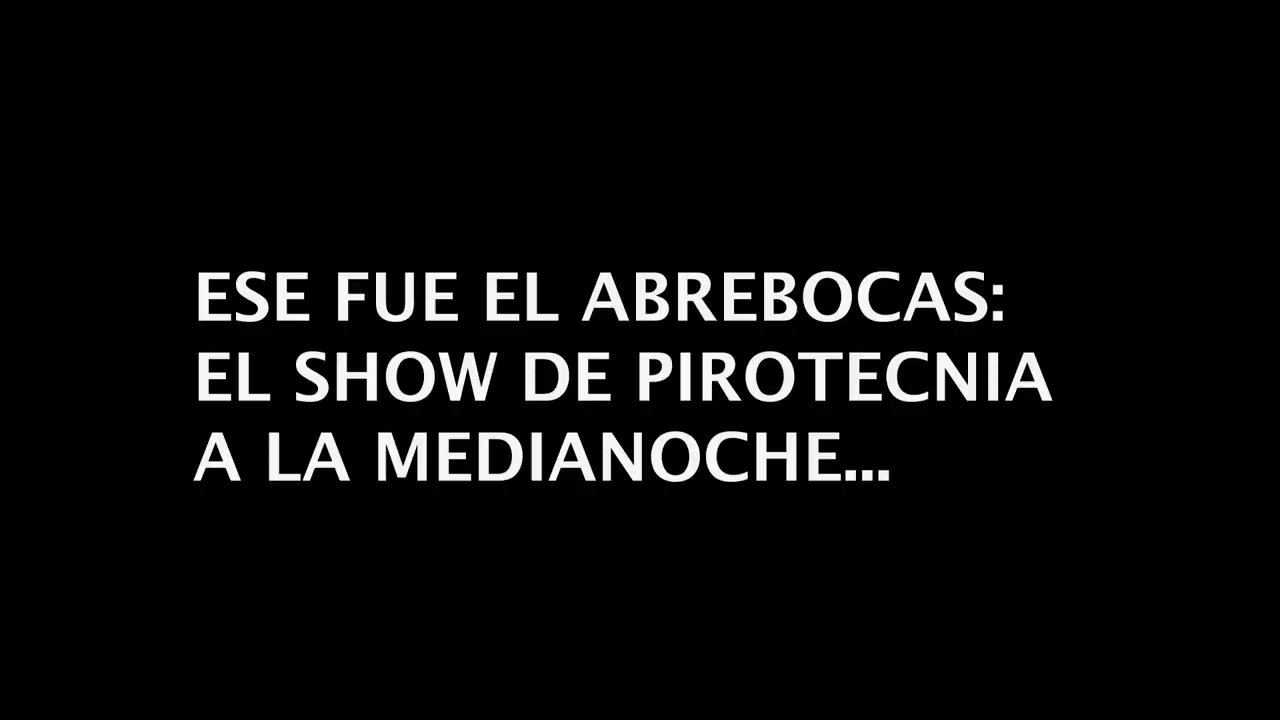 ESE FUE EL ABREBOCAS:
EL SHOW DE PIROTECNIA
A LA MEDIANOCHE...